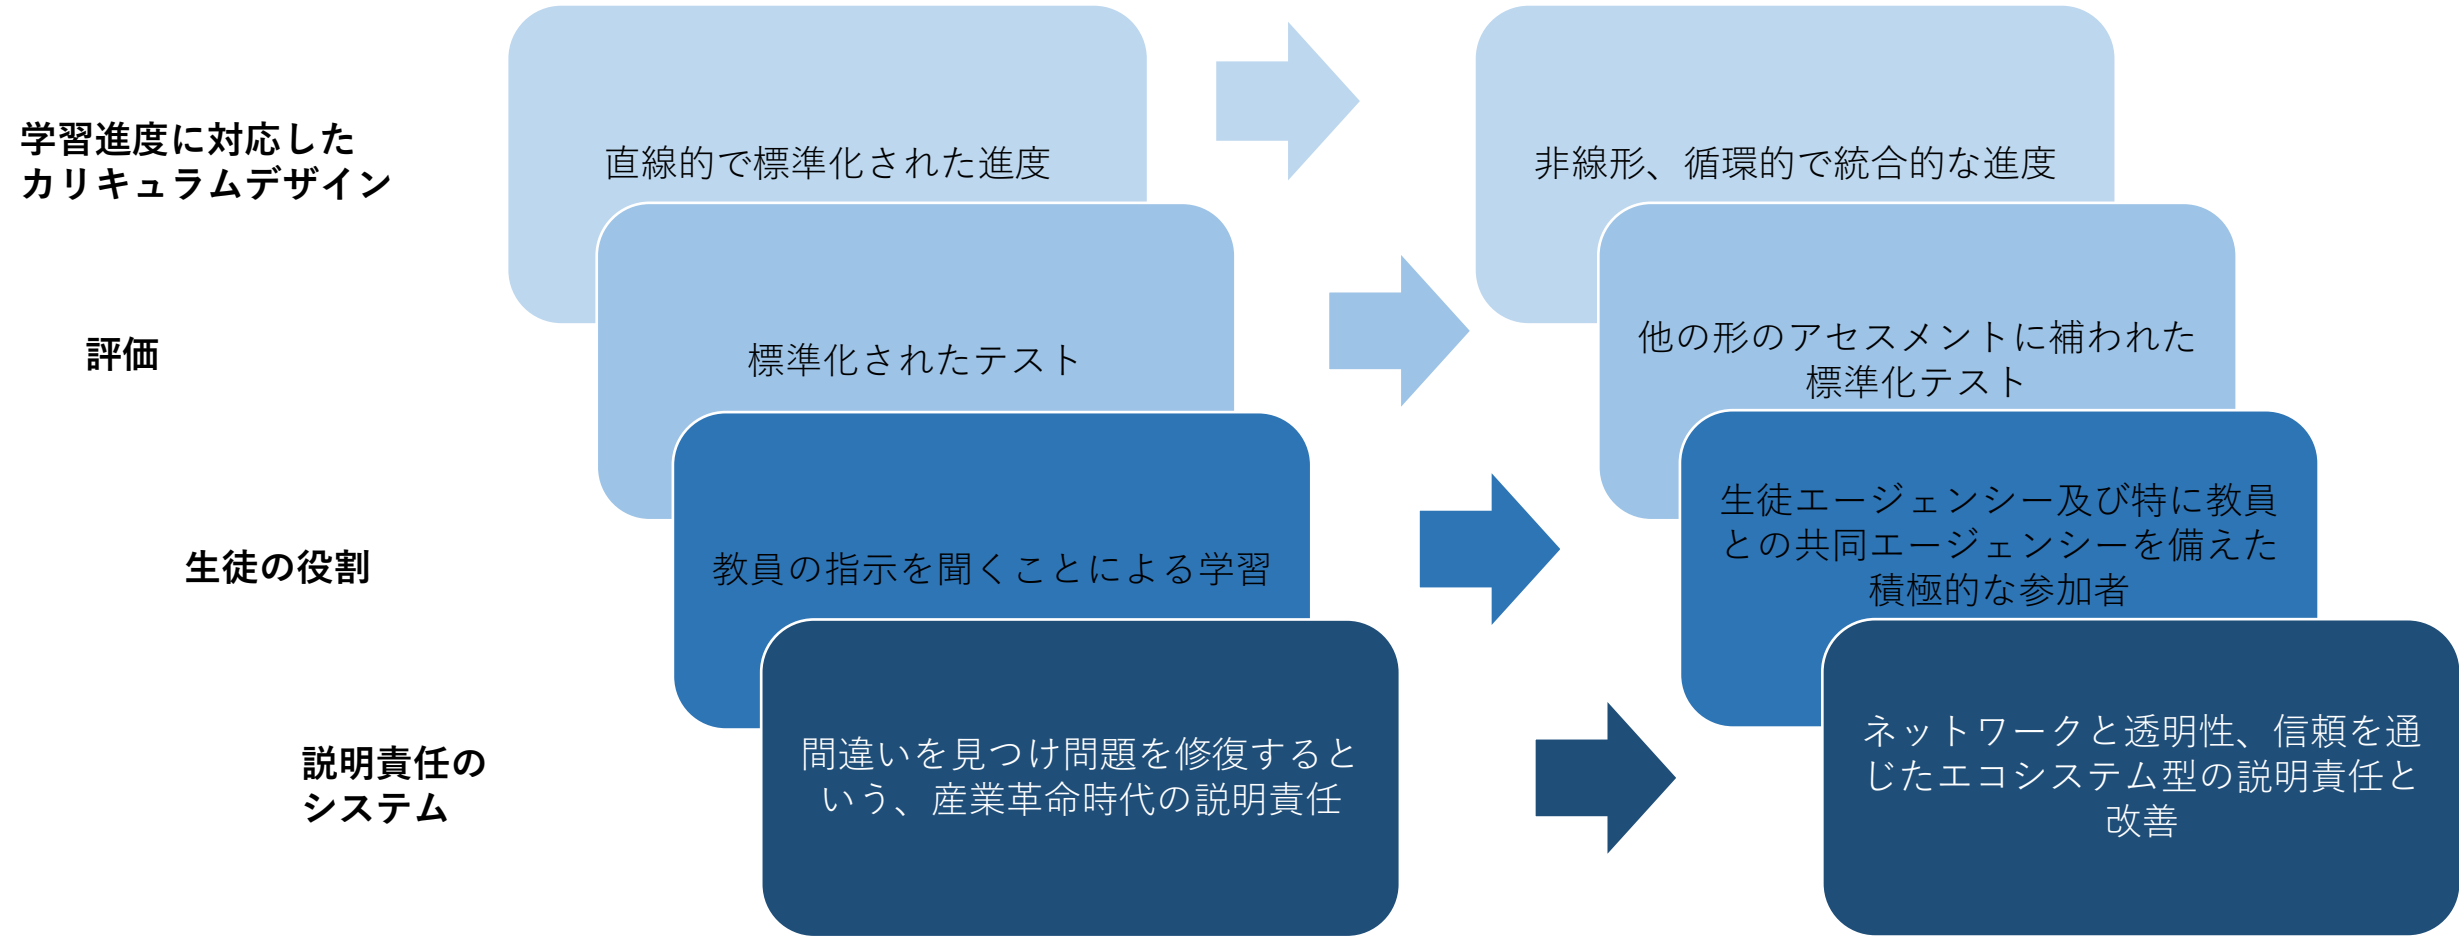 学習進度に対応した
カリキュラムデザイン
直線的で標準化された進度
非線形、循環的で統合的な進度
評価
標準化されたテスト
他の形のアセスメントに補われた
標準化テスト
生徒の役割
教員の指示を聞くことによる学習
生徒エージェンシー及び特に教員
との共同エージェンシーを備えた
積極的な参加者
説明責任の
システム
間違いを見つけ問題を修復すると
いう、産業革命時代の説明責任
ネットワークと透明性、信頼を通
じたエコシステム型の説明責任と
改善